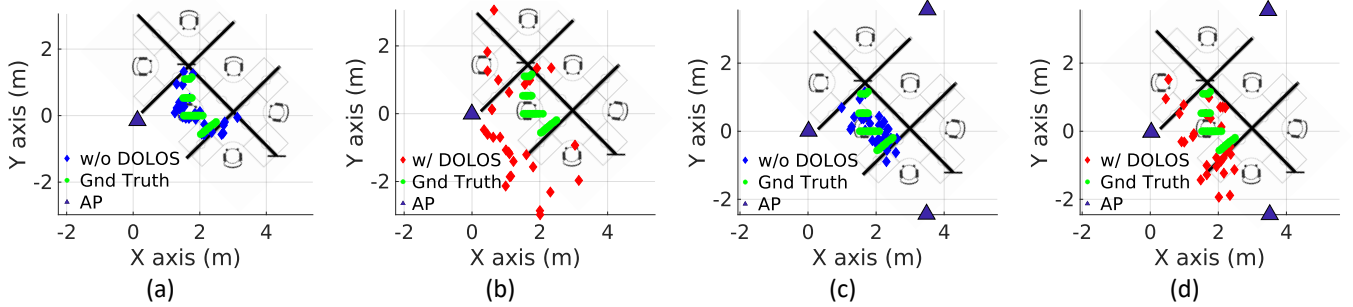 2
0
-2
Y axis (m)
w/o DOLOS
Gnd Truth
AP
-2 0 2 4
X axis (m)
(a)
2
0
-2
Y axis (m)
w/ DOLOS
Gnd Truth
AP
-2 0 2 4
X axis (m)
(b)
2
0
-2
Y axis (m)
w/o DOLOS
Gnd Truth
AP
-2 0 2 4
X axis (m)
(c)
2
0
-2
Y axis (m)
w/ DOLOS
Gnd Truth
AP
-2 0 2 4
X axis (m)
(d)